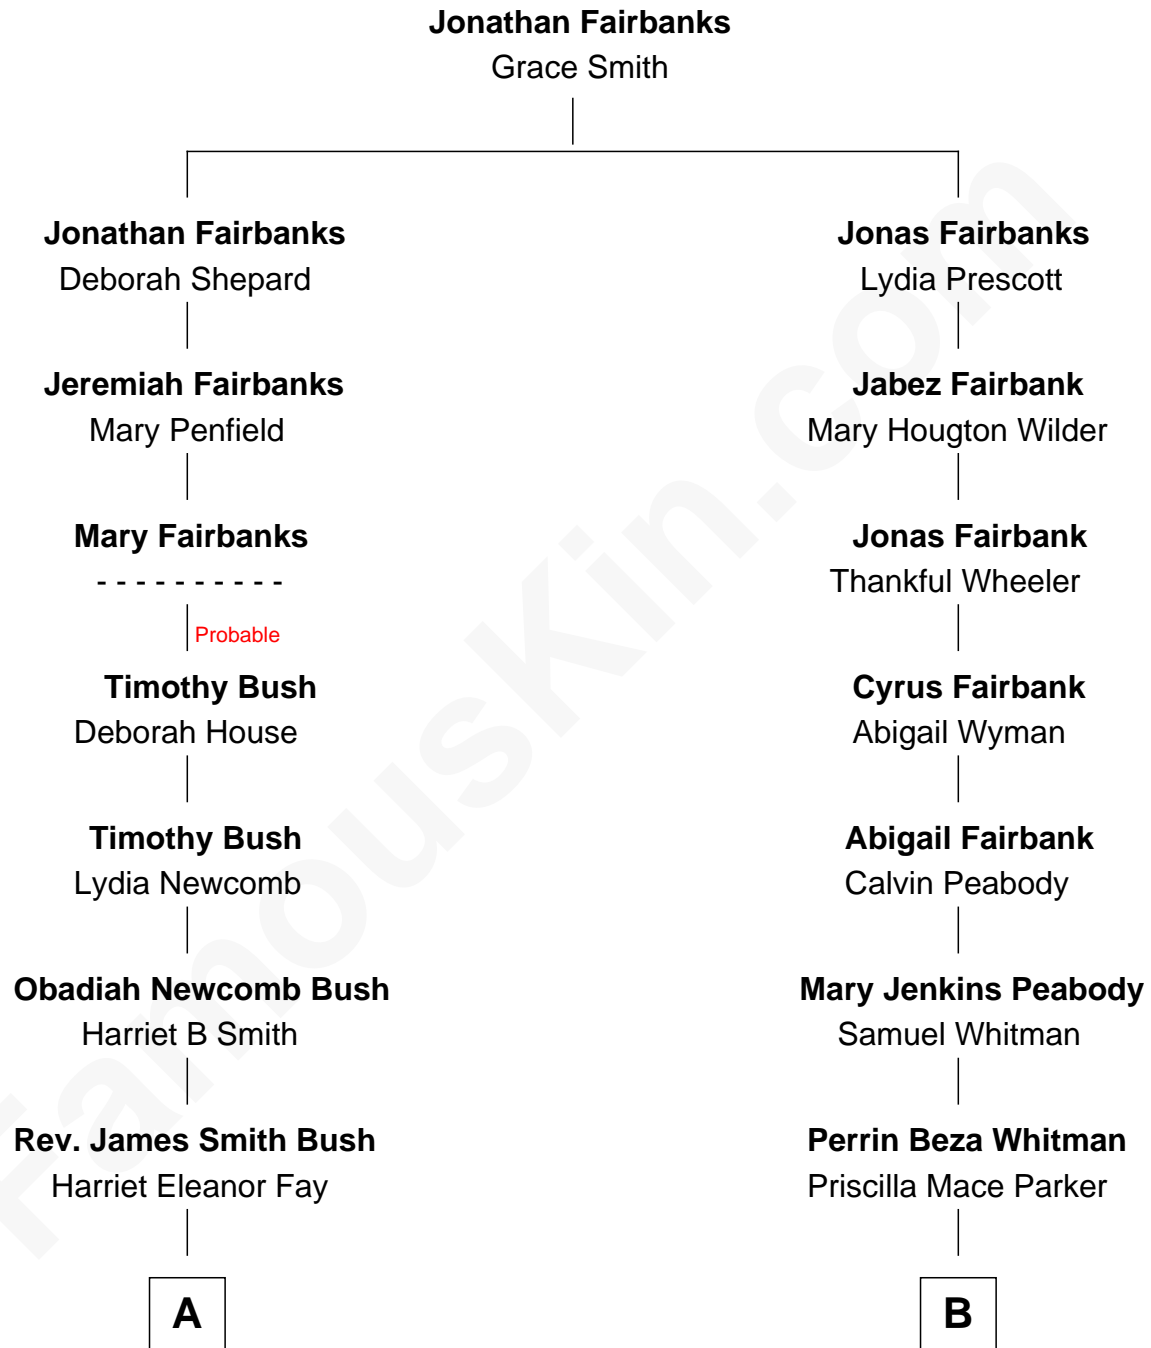 Jonathan Fairbanks
Grace Smith
Jonathan Fairbanks
Deborah Shepard
Jeremiah Fairbanks
Mary Penfield
Mary Fairbanks
- - - - - - - - - -
Probable
Timothy Bush
Deborah House
Timothy Bush
Lydia Newcomb
Obadiah Newcomb Bush
Harriet B Smith
Rev. James Smith Bush
Harriet Eleanor Fay
A
Jonas Fairbanks
Lydia Prescott
Jabez Fairbank
Mary Hougton Wilder
Jonas Fairbank
Thankful Wheeler
Cyrus Fairbank
Abigail Wyman
Abigail Fairbank
Calvin Peabody
Mary Jenkins Peabody
Samuel Whitman
Perrin Beza Whitman
Priscilla Mace Parker
B
FamousKin.com